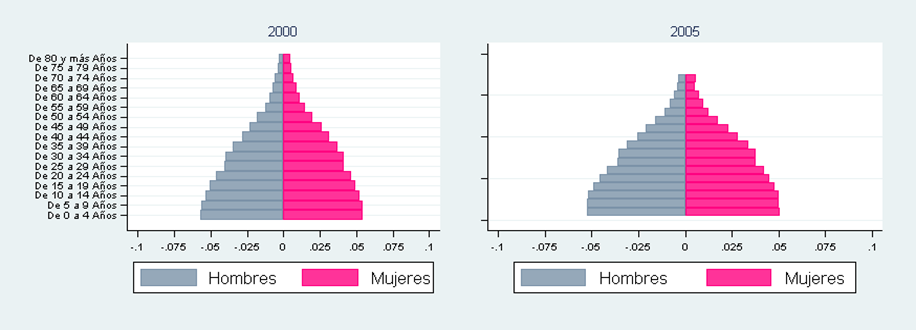 2000
De 80 y más Años
De 75 a 79 Años
De 70 a 74 Años
De 65 a 69 Años
De 60 a 64 Años
De 55 a 59 Años
De 50 a 54 Años
De 45 a 49 Años
De 40 a 44 Años
De 35 a 39 Años
De 30 a 34 Años
De 25 a 29 Años
De 20 a 24 Años
De 15 a 19 Años
De 10 a 14 Años
De 5 a 9 Años
De 0 a 4 Años
-.1 -.075 -.05 -.025 0 .025 .05 .075 .1
Hombres Mujeres
2005
-.1 -.075 -.05 -.025 0 .025 .05 .075 .1
Hombres Mujeres